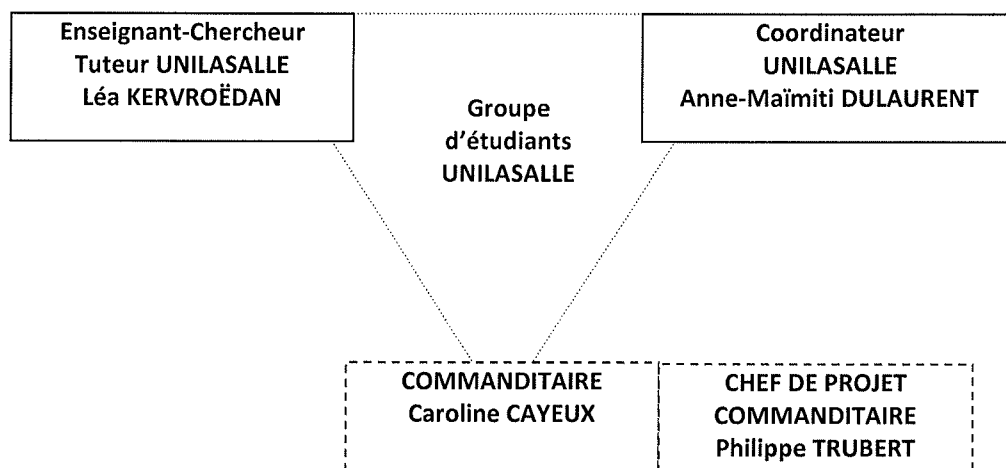 Enseignant-Chercheur
Tuteur UNILASALLE
Léa KERVROËDAN
Coordinateur
UNILASALLE
Anne-Maïmiti DULAURENT
Groupe
d'étudiants
UNILASALLE
COMMANDITAIRE
Caroline CAYEUX
CHEF DE PROJET
COMMANDITAIRE
Philippe TRUBERT